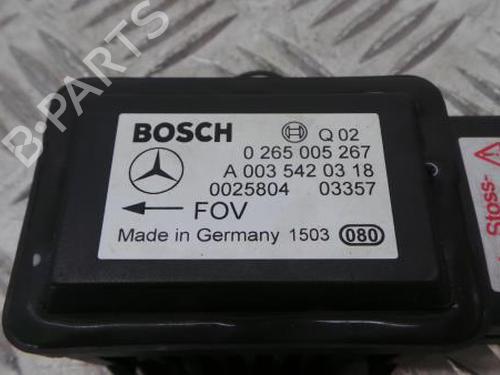 B-PARTS
BOSCH Q 02
0 265 005 267
A 003 542 03 18
0025804 03357
FOV
Made in Germany 1503 080
Stoss-